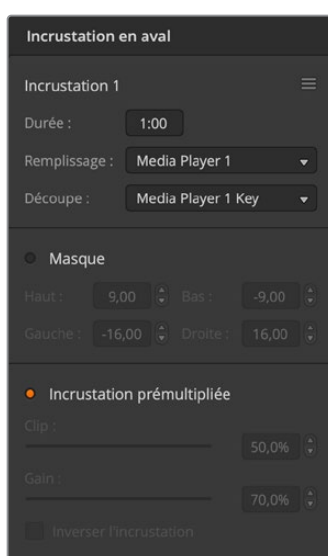 Incrustation en aval
Incrustation 1
Durée : 1:00
Remplissage : Media Player 1
Découpe : Media Player 1 Key
Masque
Haut : 9,00 Bas : -9,00
Gauche : -16,00 Droite : 16,00
Incrustation prémultipliée
Clip :
50,0%
Gain :
70,0%
Inverser l'incrustation